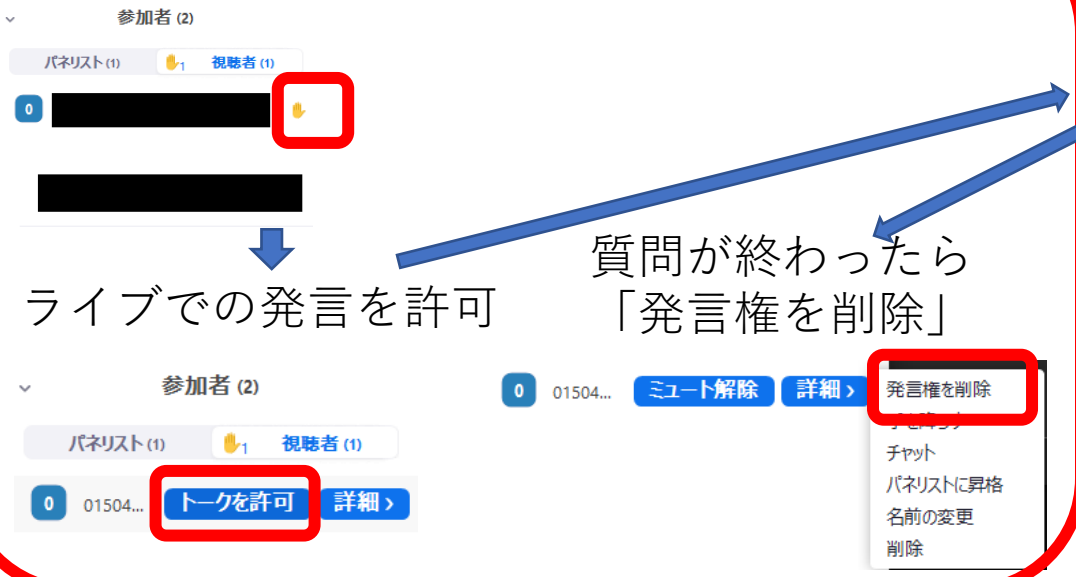 参加者 (2)
パネリスト (1) 1 視聴者 (1)
0
ライブでの発言を許可
質問が終わったら
「発言権を削除」
参加者 (2)
パネリスト (1) 1 視聴者 (1)
0 01504... トークを許可 詳細 >
0 01504... ミュート解除 詳細 >
発言権を削除
チャット
パネリストに昇格
名前の変更
削除